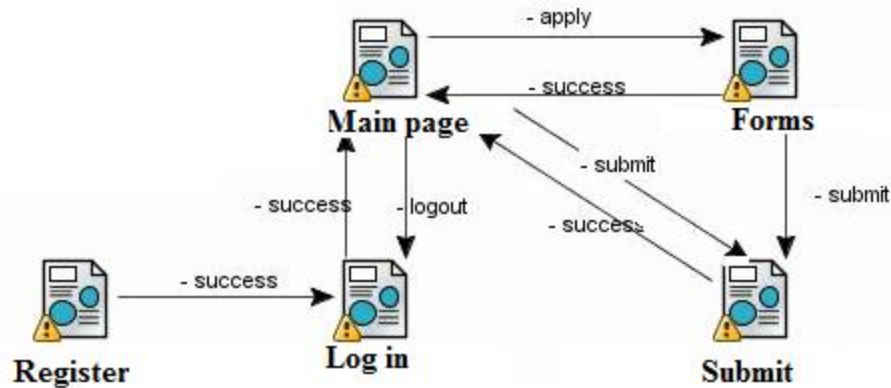 - apply
- success
Main page
Forms
- submit
- success
- logout
- submit
- success
- success
Register
Log in
Submit